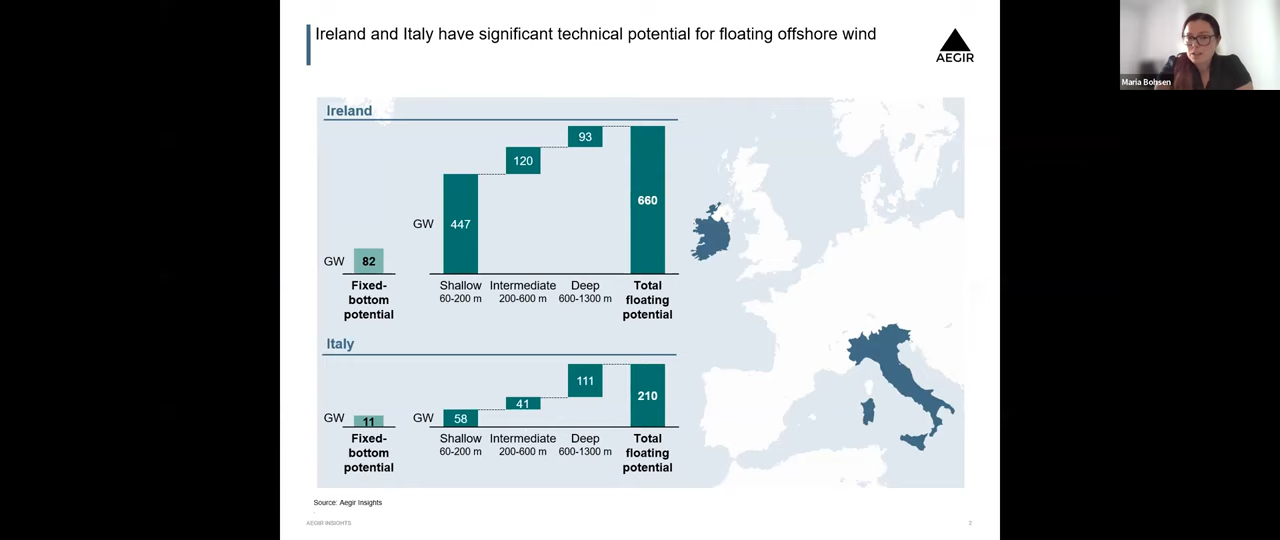 Ireland and Italy have significant technical potential for floating offshore wind
AEGIR
Maria Bohsen
Ireland
GW
82
Fixed-
bottom
potential
GW
447
120
93
660
Shallow
60-200 m
Intermediate
200-600 m
Deep
600-1300 m
Total
floating
potential
Italy
GW
11
Fixed-
bottom
potential
GW
58
41
111
210
Shallow
60-200 m
Intermediate
200-600 m
Deep
600-1300 m
Total
floating
potential
Source: Aegir Insights
AEGIR INSIGHTS
2